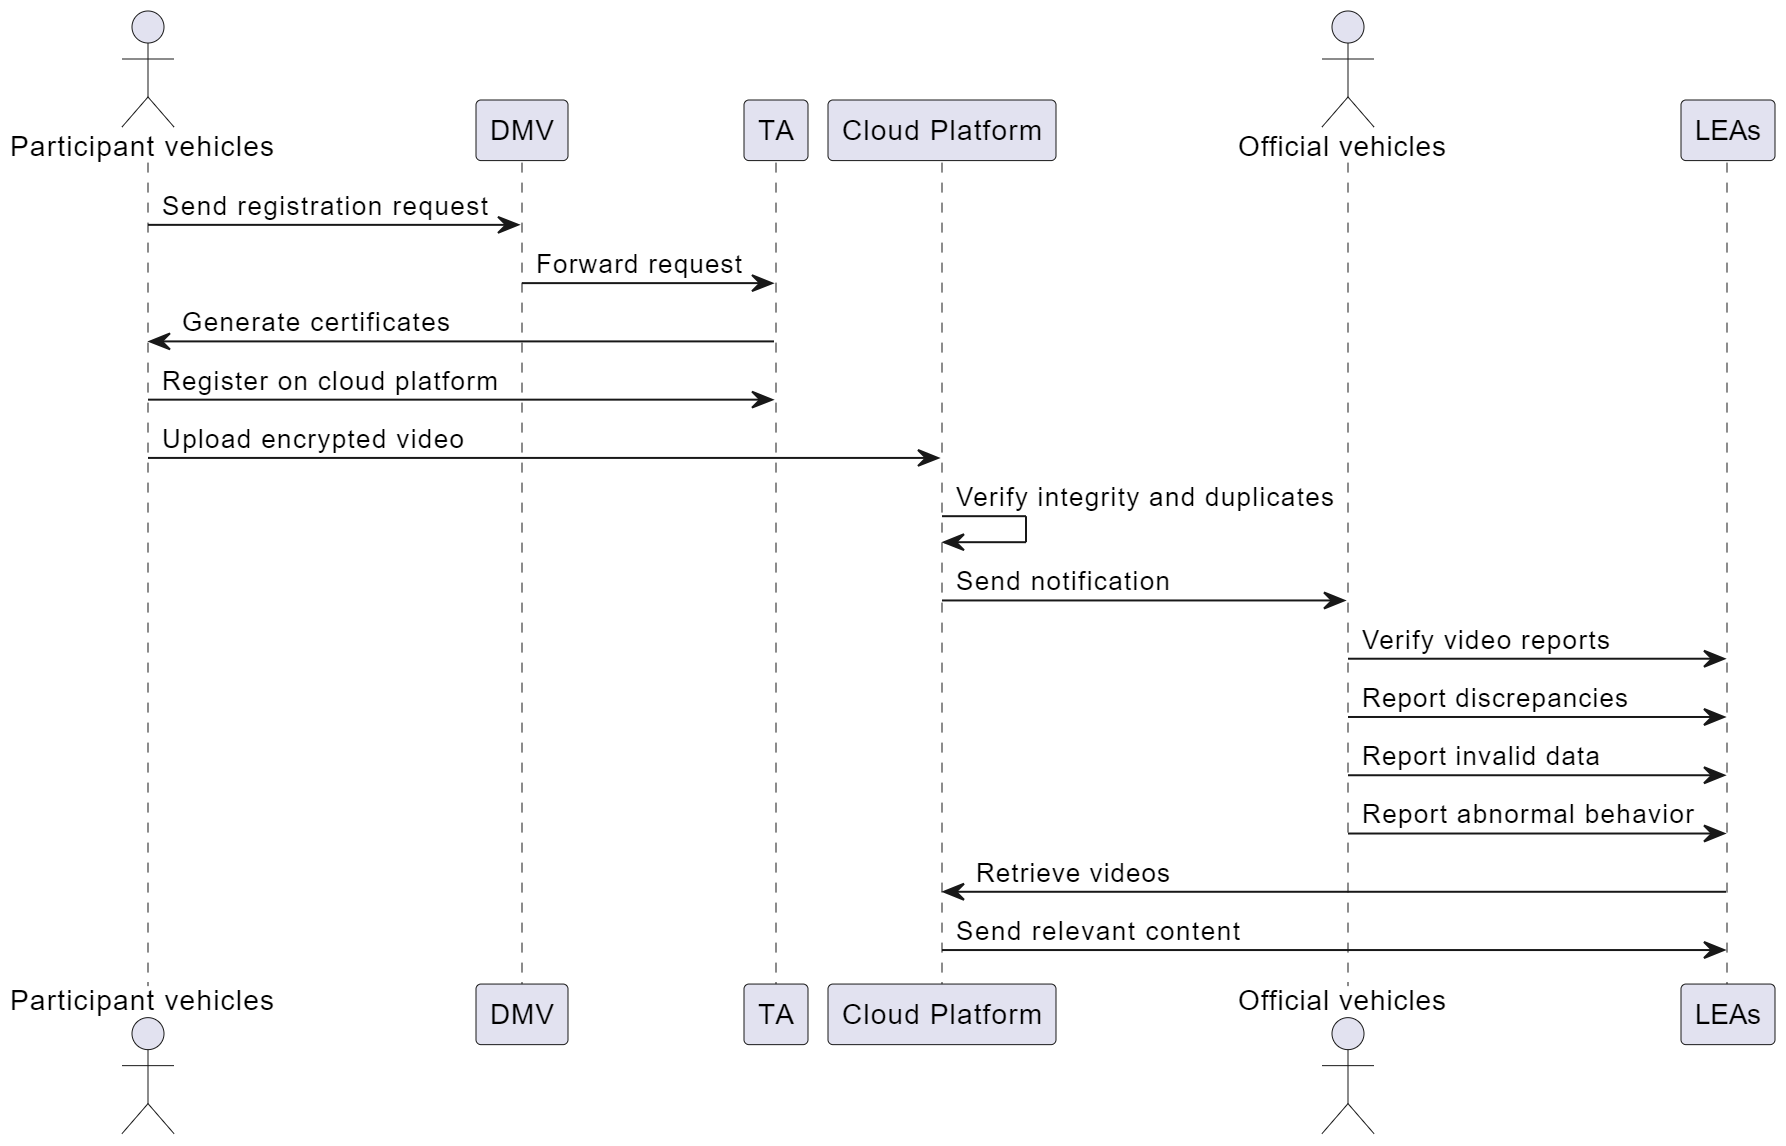 Participant vehicles
DMV
TA
Cloud Platform
Official vehicles
LEAs
Send registration request
Forward request
Generate certificates
Register on cloud platform
Upload encrypted video
Verify integrity and duplicates
Send notification
Verify video reports
Report discrepancies
Report invalid data
Report abnormal behavior
Retrieve videos
Send relevant content
Participant vehicles
DMV
TA
Cloud Platform
Official vehicles
LEAs